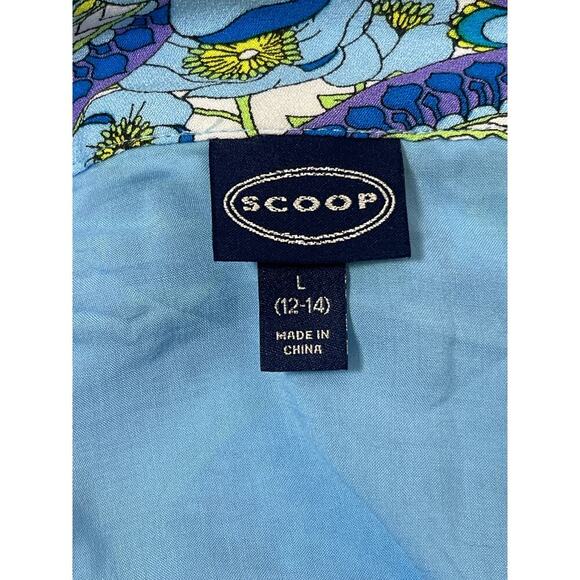 SCOOP
L
(12-14)
MADE IN
CHINA